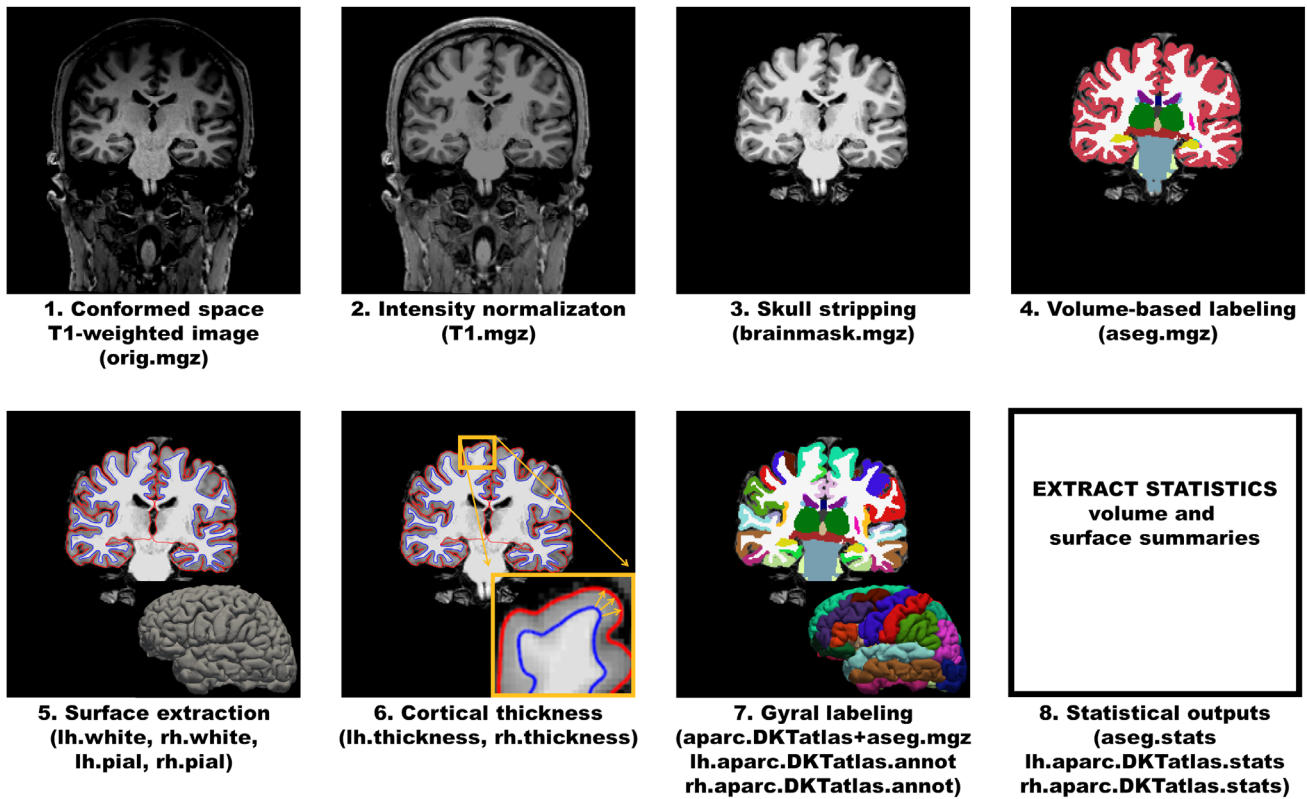 1. Conformed space
T1-weighted image
(orig.mgz)
2. Intensity normalizaton
(T1.mgz)
3. Skull stripping
(brainmask.mgz)
4. Volume-based labeling
(aseg.mgz)
5. Surface extraction
(lh.white, rh.white,
lh.pial, rh.pial)
6. Cortical thickness
(lh.thickness, rh.thickness)
7. Gyral labeling
(aparc.DKTatlas+aseg.mgz
lh.aparc.DKTatlas.annot
rh.aparc.DKTatlas.annot)
EXTRACT STATISTICS
volume and
surface summaries
8. Statistical outputs
(aseg.stats
lh.aparc.DKTatlas.stats
rh.aparc.DKTatlas.stats)